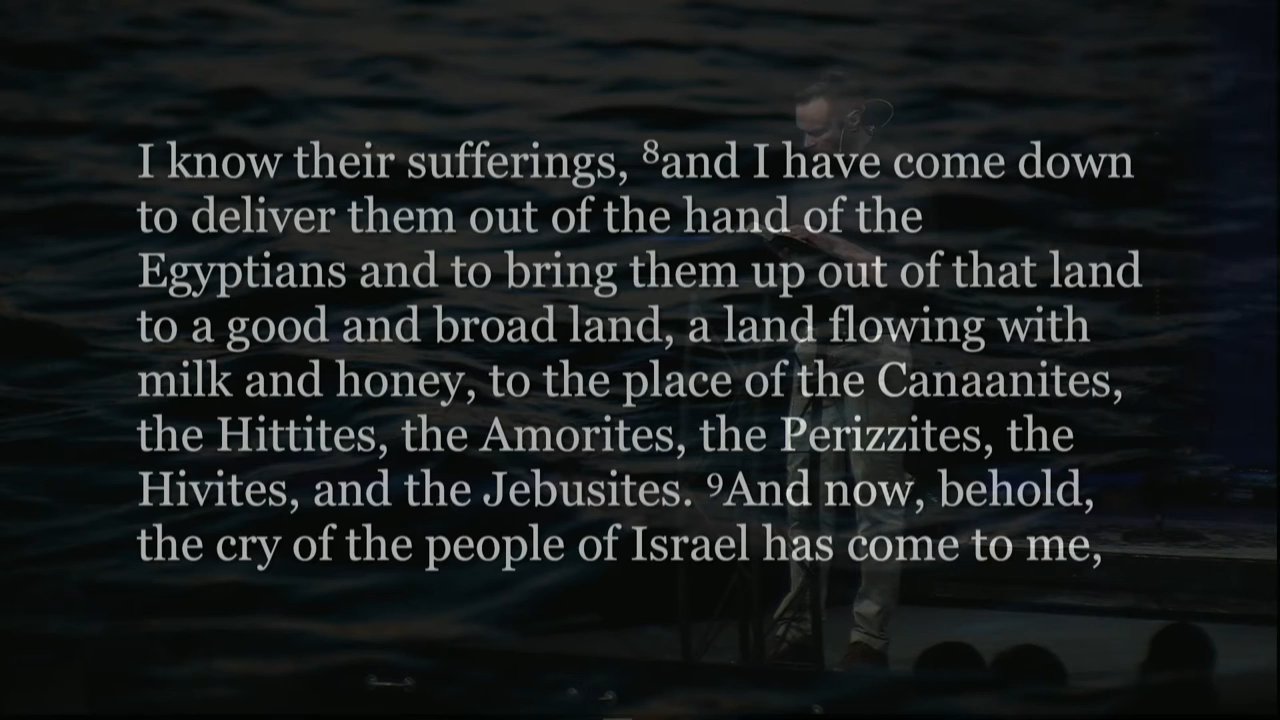 I know their sufferings, ⁸and I have come down
to deliver them out of the hand of the
Egyptians and to bring them up out of that land
to a good and broad land, a land flowing with
milk and honey, to the place of the Canaanites,
the Hittites, the Amorites, the Perizzites, the
Hivites, and the Jebusites. ⁹And now, behold,
the cry of the people of Israel has come to me,